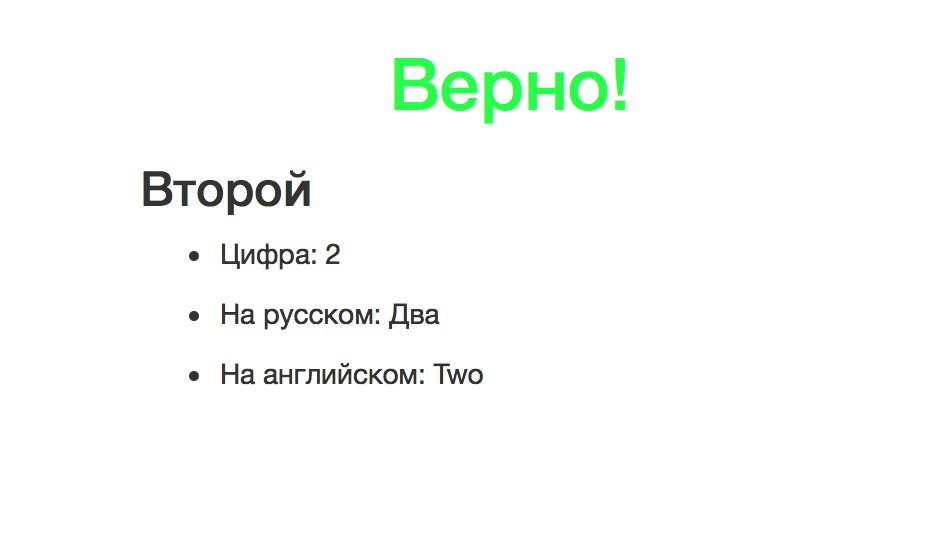 Верно!
Второй
• Цифра: 2
• На русском: Два
• На английском: Two